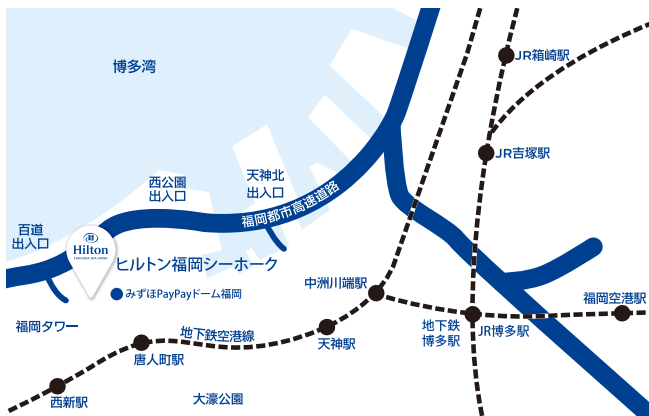 博多湾
JR箱崎駅
JR吉塚駅
西公園
出入口
天神北
出入口
福岡都市高速道路
百道
出入口
Hilton
FUKUOKA SEA HAWK
ヒルトン福岡シーホーク
みずほPayPayドーム福岡
中洲川端駅
福岡空港駅
福岡タワー
地下鉄空港線
天神駅
地下鉄
博多駅
JR博多駅
唐人町駅
西新駅
大濠公園